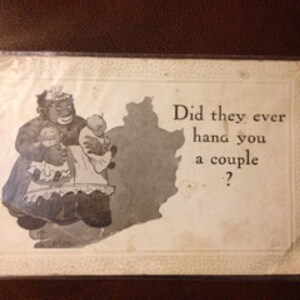 Did they ever
hand you
a couple
?